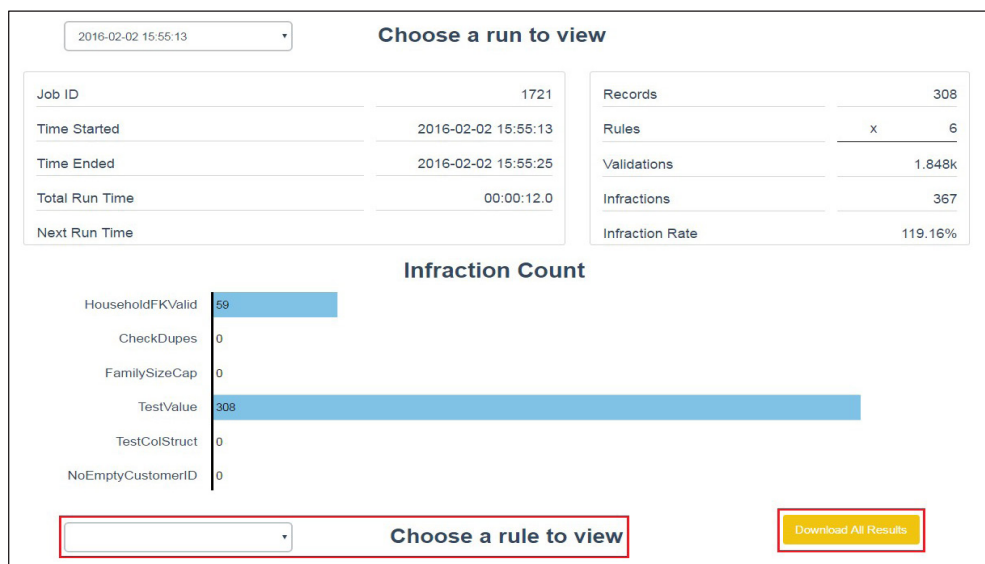 2016-02-02 15:55:13
Choose a run to view
Job ID 1721
Time Started 2016-02-02 15:55:13
Time Ended 2016-02-02 15:55:25
Total Run Time 00:00:12.0
Next Run Time
Records 308
Rules x 6
Validations 1.848k
Infractions 367
Infraction Rate 119.16%
Infraction Count
HouseholdFKValid 59
CheckDupes 0
FamilySizeCap 0
TestValue 308
TestColStruct 0
NoEmptyCustomerID 0
Choose a rule to view
Download All Results